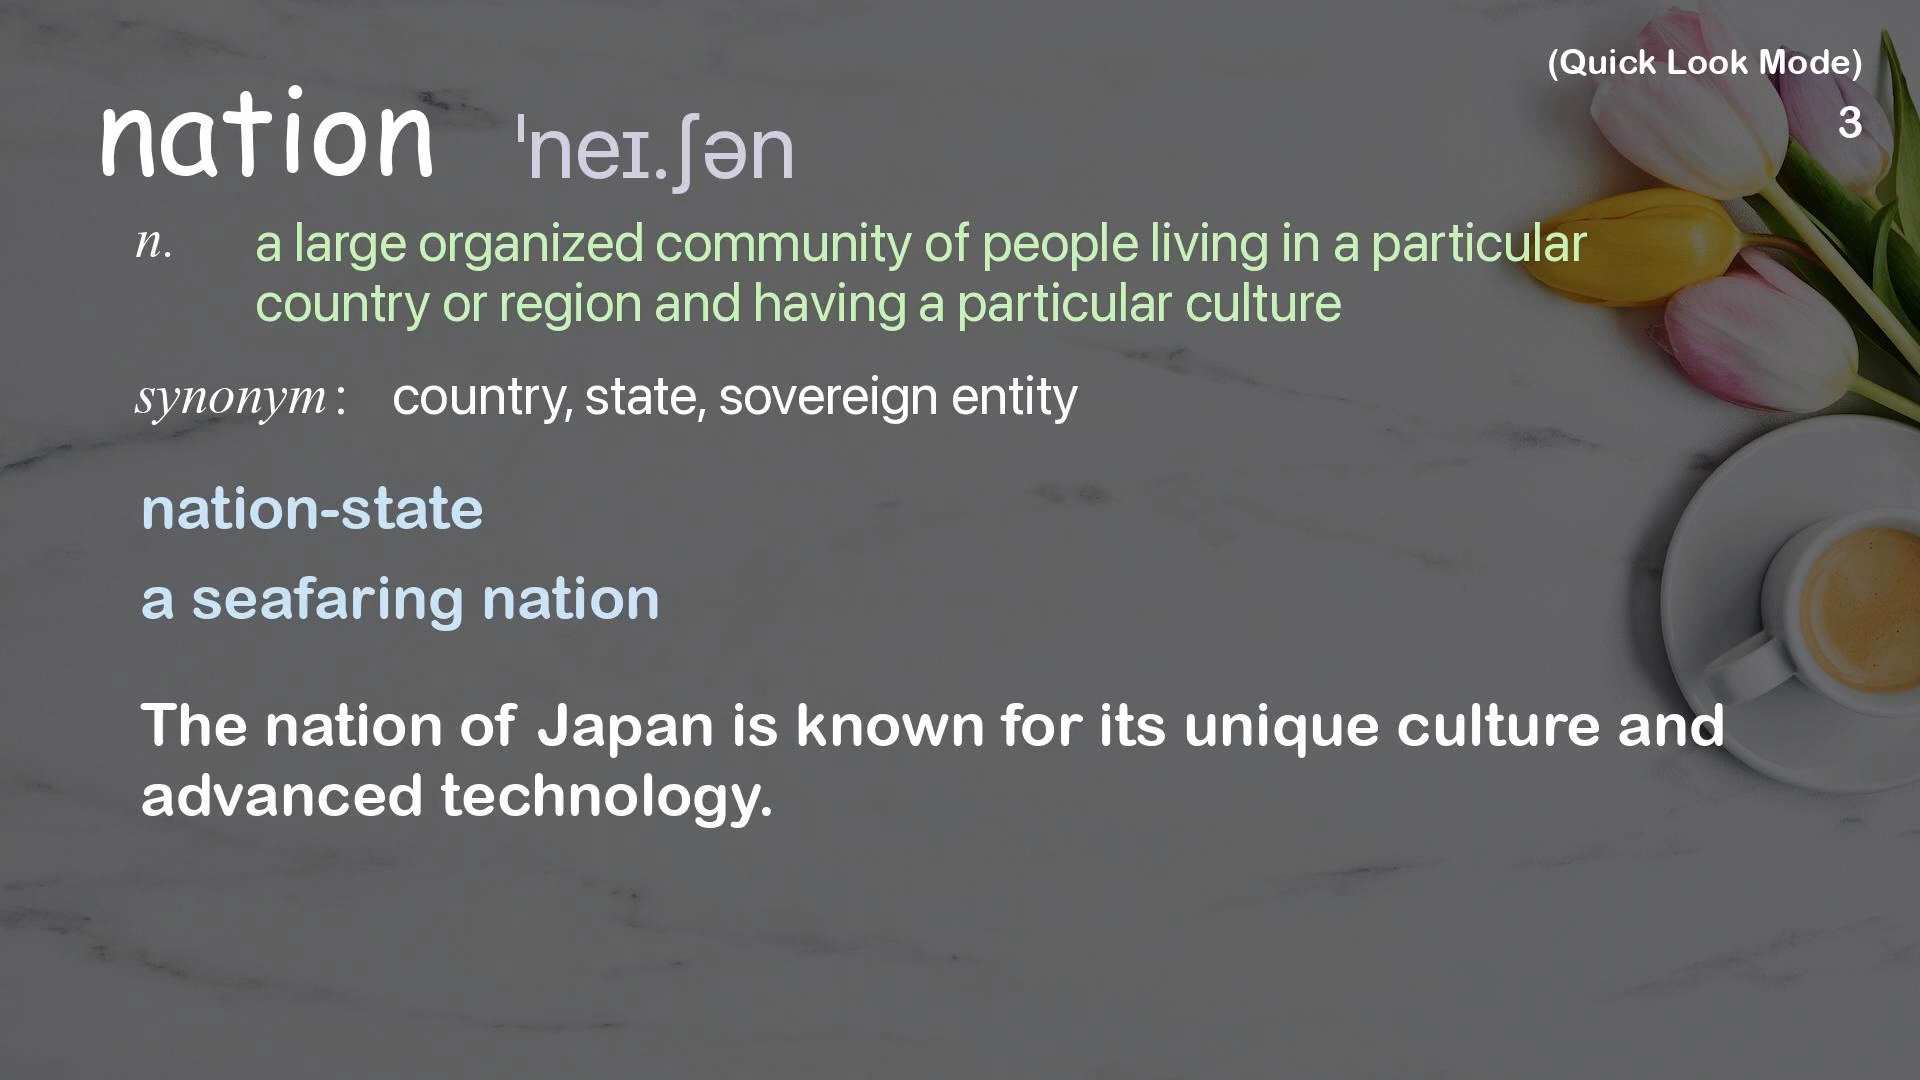 (Quick Look Mode)
3
nation ˈneɪ.ʃən
n. a large organized community of people living in a particular
country or region and having a particular culture
synonym: country, state, sovereign entity
nation-state
a seafaring nation
The nation of Japan is known for its unique culture and
advanced technology.